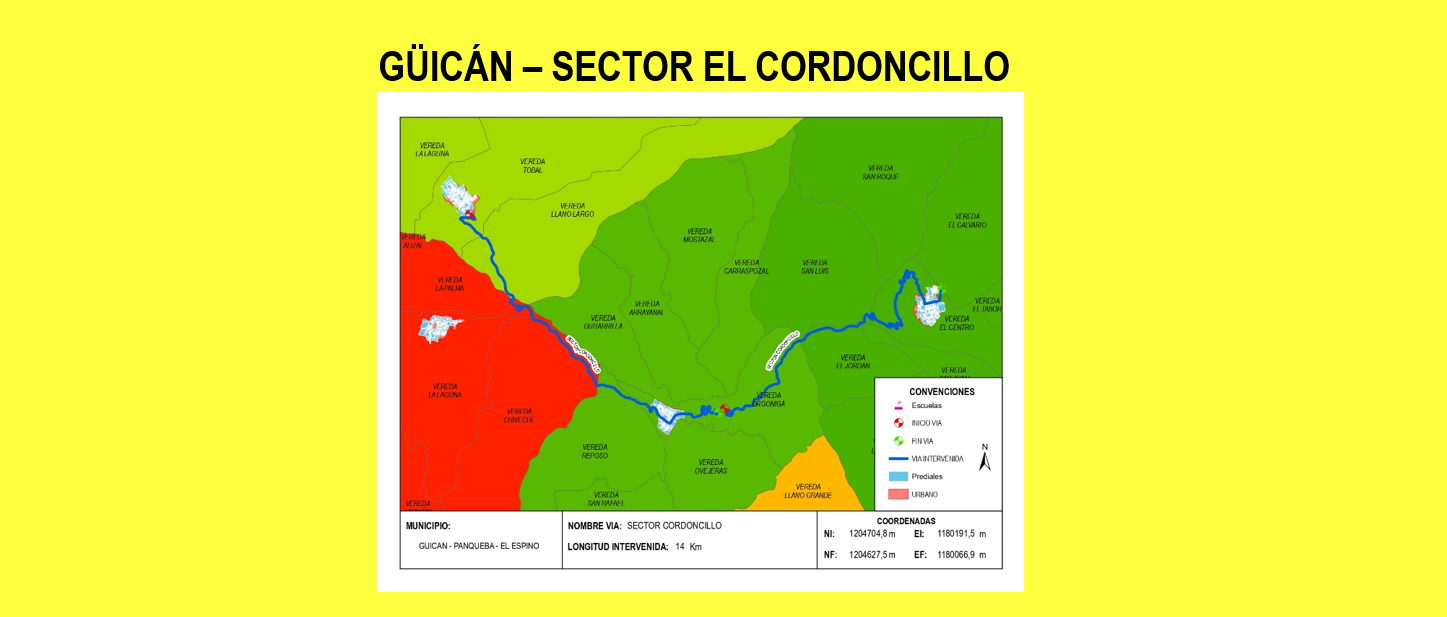 GÜICÁN – SECTOR EL CORDONCILLO
VEREDA
LA LAGUNA
VEREDA
TOBAL
VEREDA
SAN ROQUE
VEREDA
LLANO LARGO
VEREDA
EL CALVARIO
VEREDA
MOSTAZAL
VEREDA
VEREDA
CARRASPOZAL
VEREDA
SAN LUIS
VEREDA
LA PALMA
VEREDA
ARRAYANAl
VEREDA
EL TABOR
VEREDA
GUITARRILLA
VEREDA
EL CENTRO
SECTOR CORDONCILLO
SECTOR CORDONCILLO
VEREDA
EL JORDAN
VEREDA
VEREDA
LA LAGUNA
VEREDA
ORGONIGA
VEREDA
CHIVECHE
VEREDA
REPOSO
VEREDA
OVEJERAS
VEREDA
LLANO GRANDE
VEREDA
SAN RAFAEL
VEREDA
CONVENCIONES
Escuelas
INICIO VIA
FIN VIA
VIA INTERVENIDA
Prediales
URBANO
N
MUNICIPIO:
GUICAN - PANQUEBA - EL ESPINO
NOMBRE VIA: SECTOR CORDONCILLO
LONGITUD INTERVENIDA: 14 Km
COORDENADAS
NI: 1204704,8 m EI: 1180191,5 m
NF: 1204627,5 m EF: 1180066,9 m